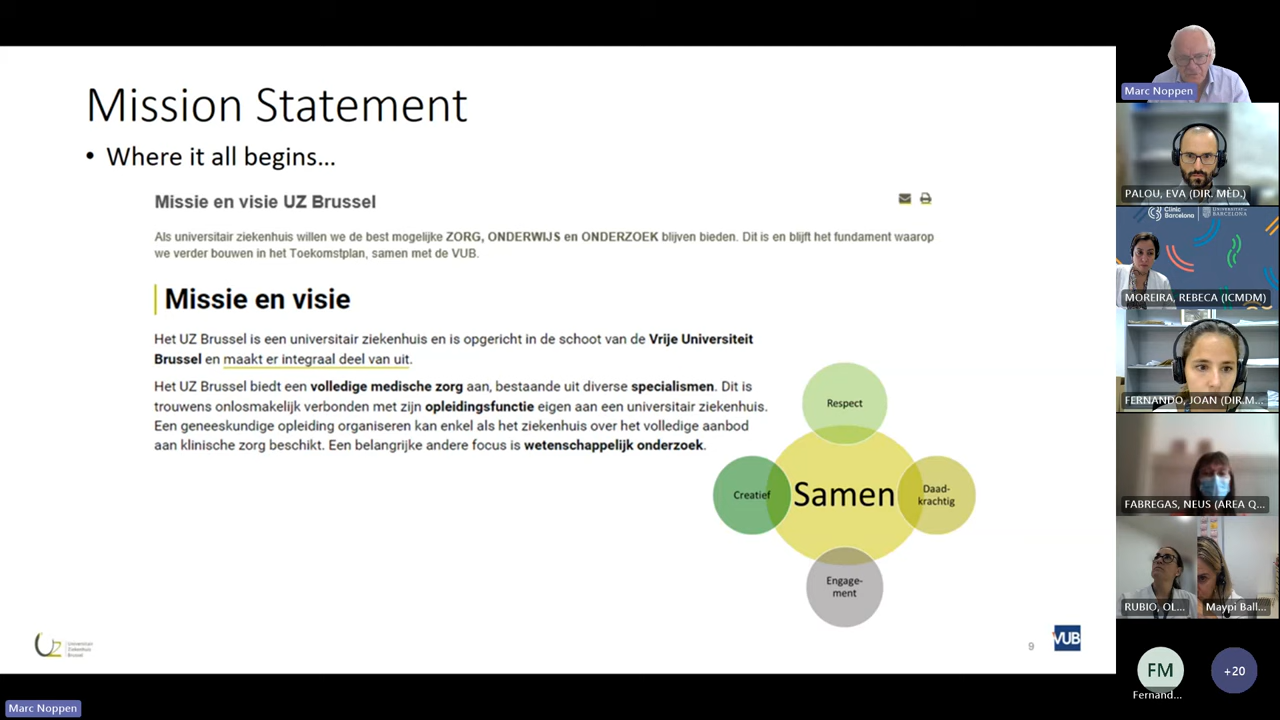 Mission Statement
• Where it all begins...
Missie en visie UZ Brussel
Als universitair ziekenhuis willen we de best mogelijke ZORG, ONDERWIJS en ONDERZOEK blijven bieden. Dit is en blijft het fundament waarop
we verder bouwen in het Toekomstplan, samen met de VUB.
Missie en visie
Het UZ Brussel is een universitair ziekenhuis en is opgericht in de schoot van de Vrije Universiteit
Brussel en maakt er integraal deel van uit.
Het UZ Brussel biedt een volledige medische zorg aan, bestaande uit diverse specialismen. Dit is
trouwens onlosmakelijk verbonden met zijn opleidingsfunctie eigen aan een universitair ziekenhuis.
Een geneeskundige opleiding organiseren kan enkel als het ziekenhuis over het volledige aanbod
aan klinische zorg beschikt. Een belangrijke andere focus is wetenschappelijk onderzoek.
Respect
Creatief
Samen
Daad-
krachtig
Engage-
ment
UZ
Universitair
Ziekenhuis
Brussel
9
VUB
Marc Noppen
Marc Noppen
PALOU, EVA (DIR. MÈD.)
Clínic
Barcelona
MOREIRA, REBECA (ICMDM)
FERNANDO, JOAN (DIR.M...
FABREGAS, NEUS (AREA Q...
RUBIO, OL...
Maypi Ball...
FM
Fernand...
+20